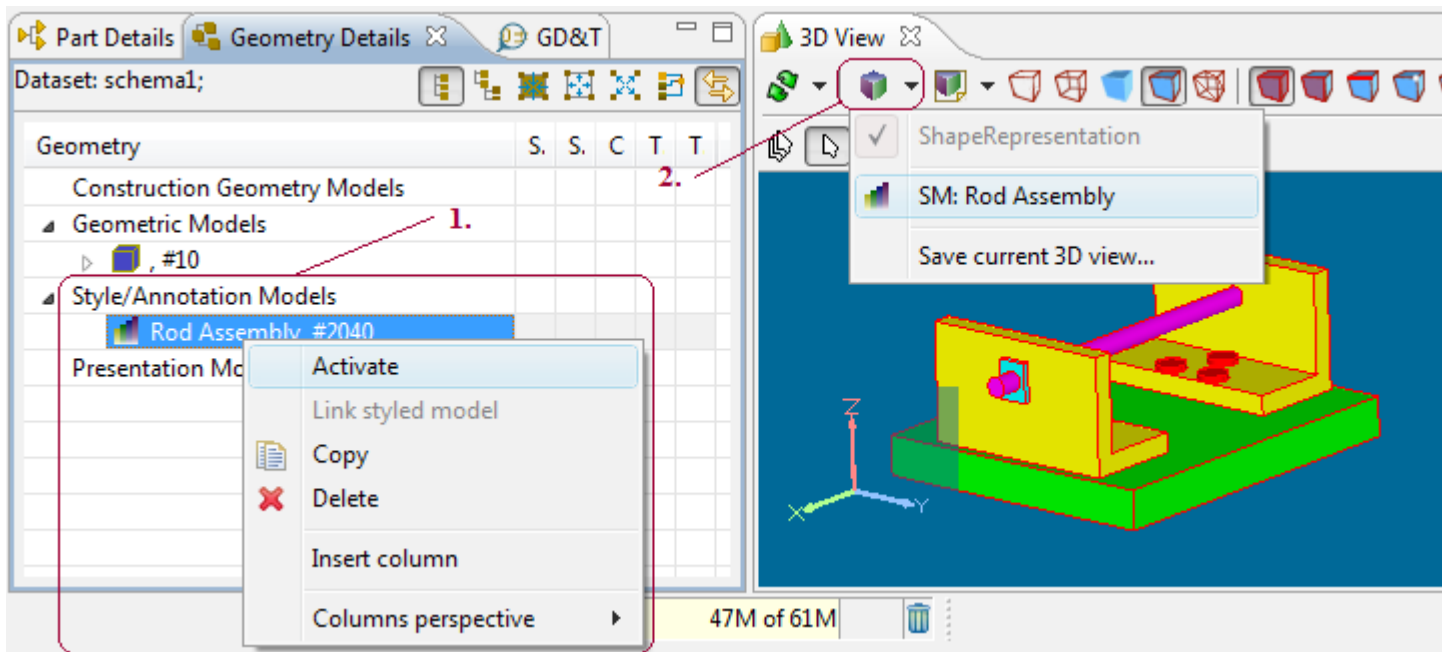 Part Details
Geometry Details
GD&T
Dataset: schema1;
Geometry S. S. C T T
Construction Geometry Models
Geometric Models
, #10
Style/Annotation Models
Rod Assembly #2040
Presentation Mo
Activate
Link styled model
Copy
Delete
Insert column
Columns perspective
1.
47M of 61M
3D View
2.
ShapeRepresentation
SM: Rod Assembly
Save current 3D view...
Z
X
Y